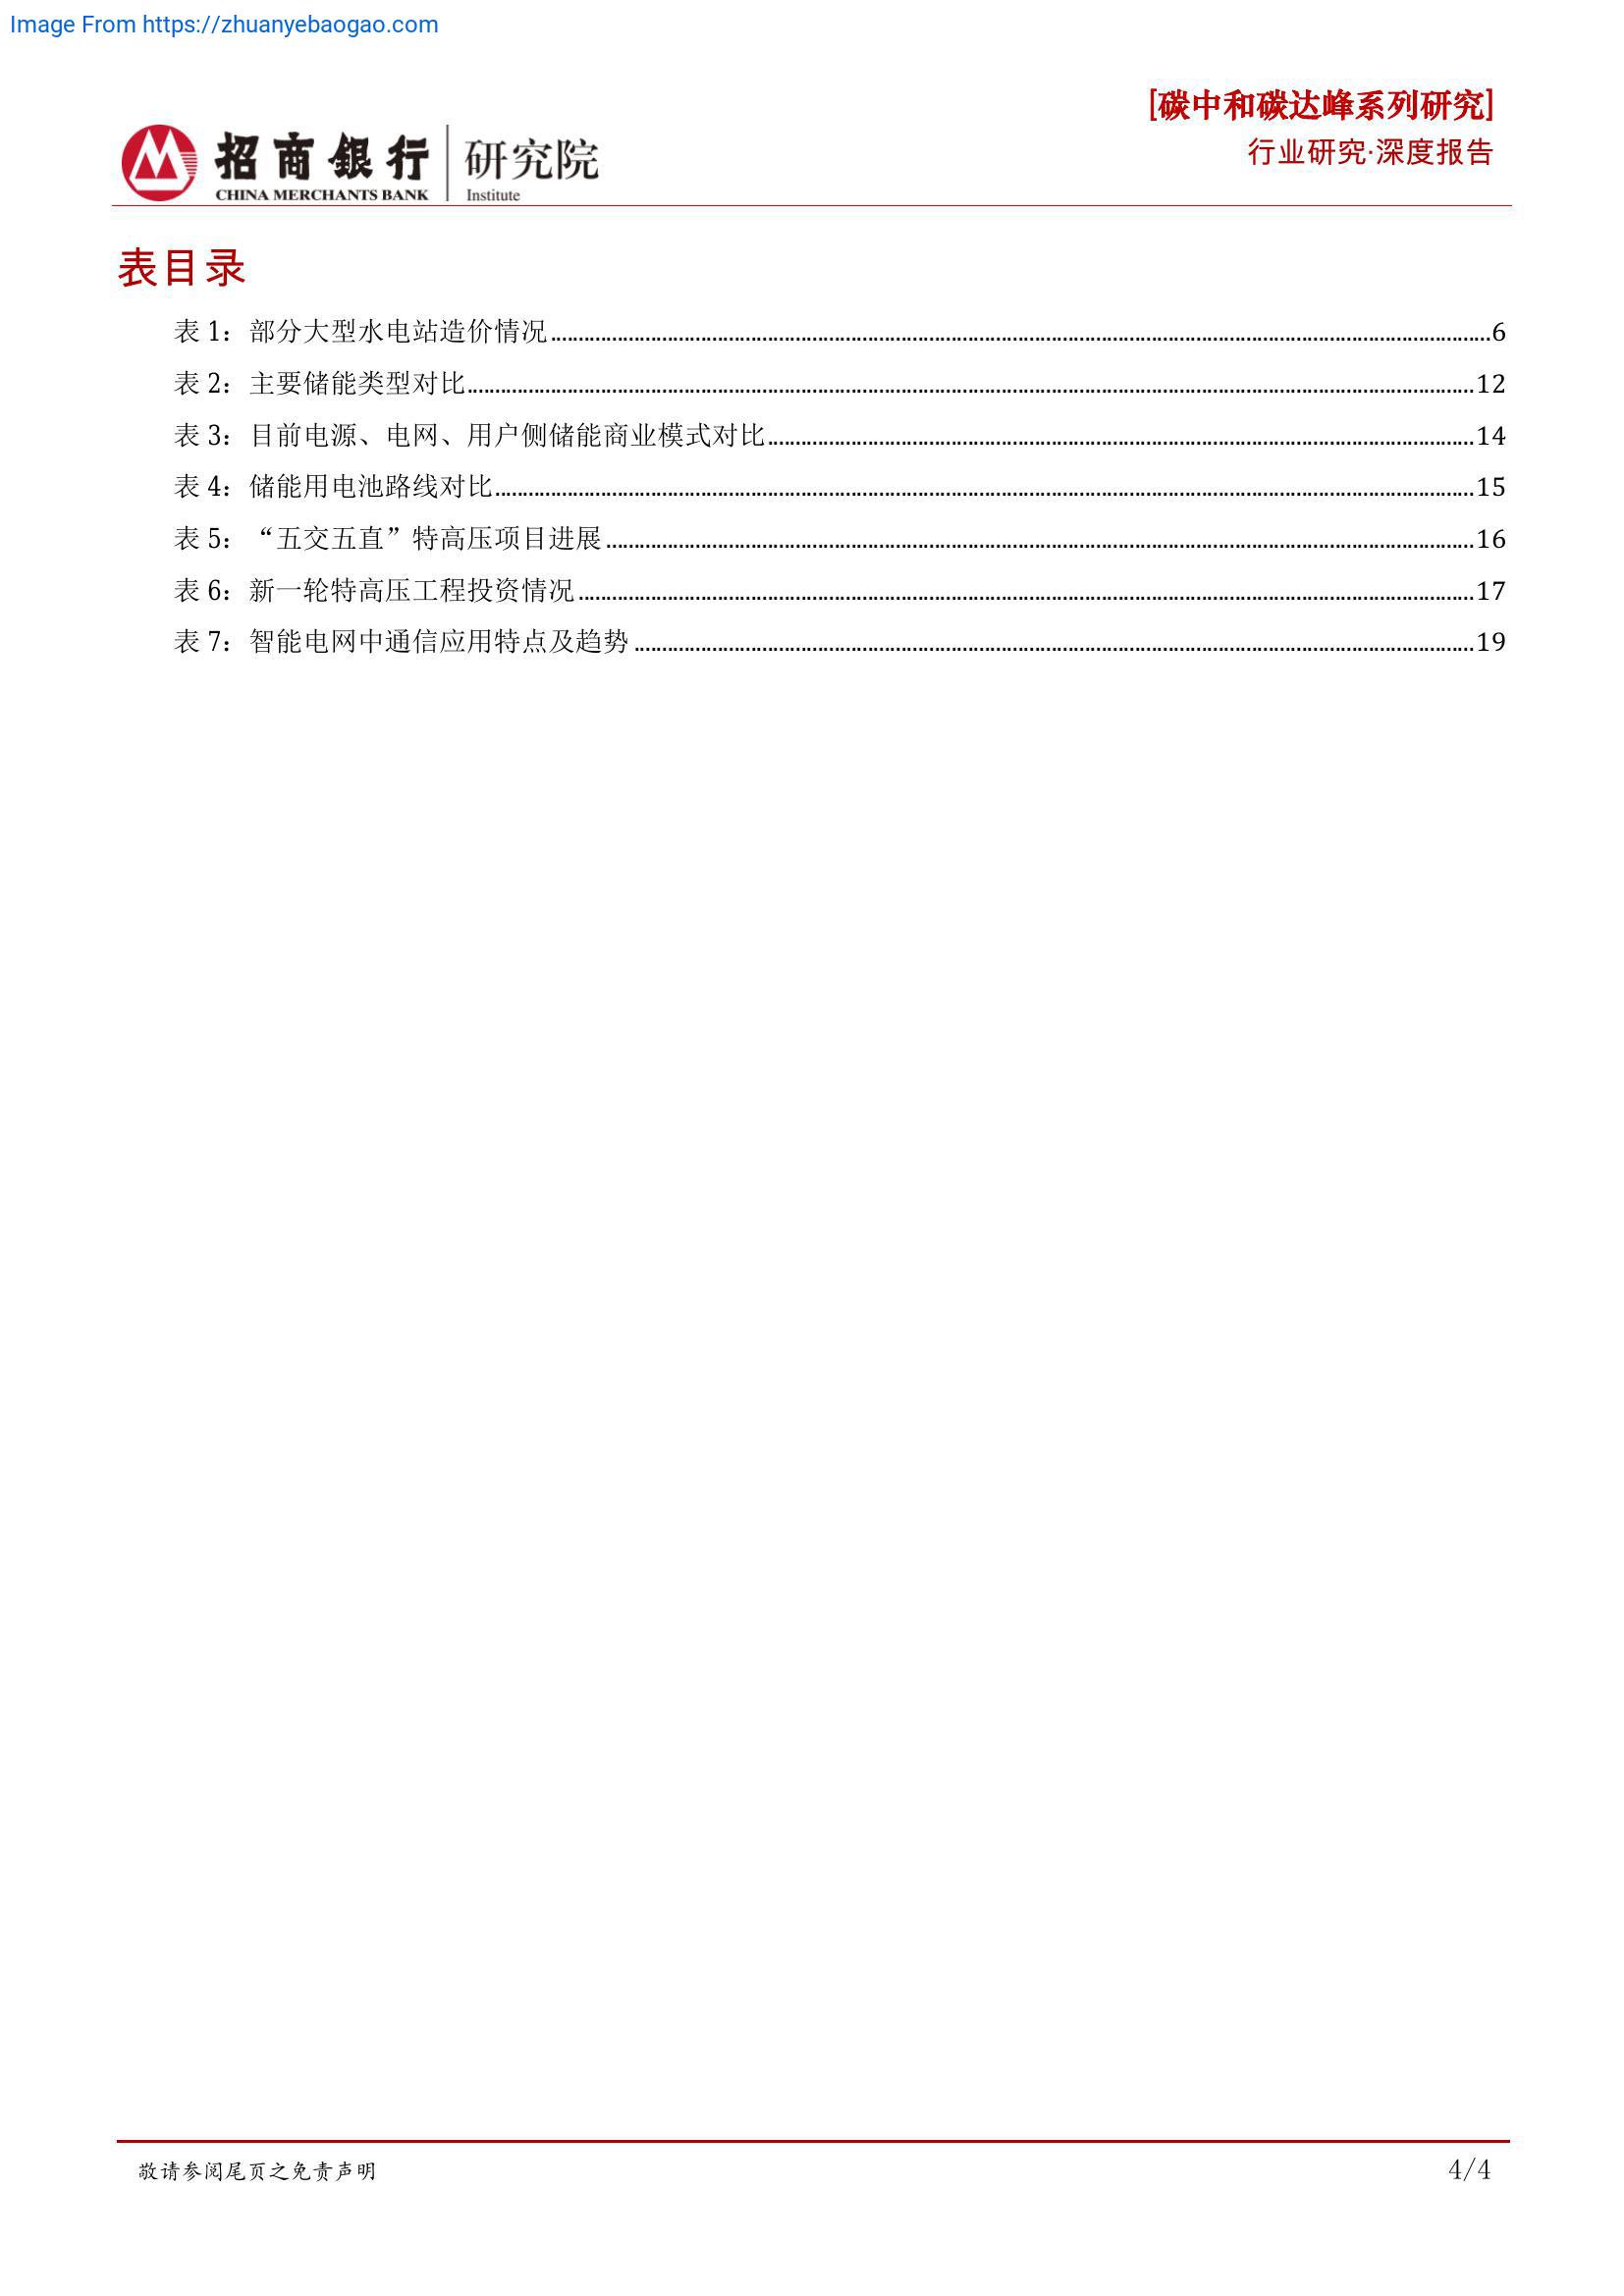 Image From https://zhuanyebaogao.com
[碳中和碳达峰系列研究]
行业研究·深度报告
招商銀行 研究院
CHINA MERCHANTS BANK Institute
表目录
表 1：部分大型水电站造价情况 6
表 2：主要储能类型对比 12
表 3：目前电源、电网、用户侧储能商业模式对比 14
表 4：储能用电池路线对比 15
表 5：“五交五直”特高压项目进展 16
表 6：新一轮特高压工程投资情况 17
表 7：智能电网中通信应用特点及趋势 19
敬请参阅尾页之免责声明 4/4